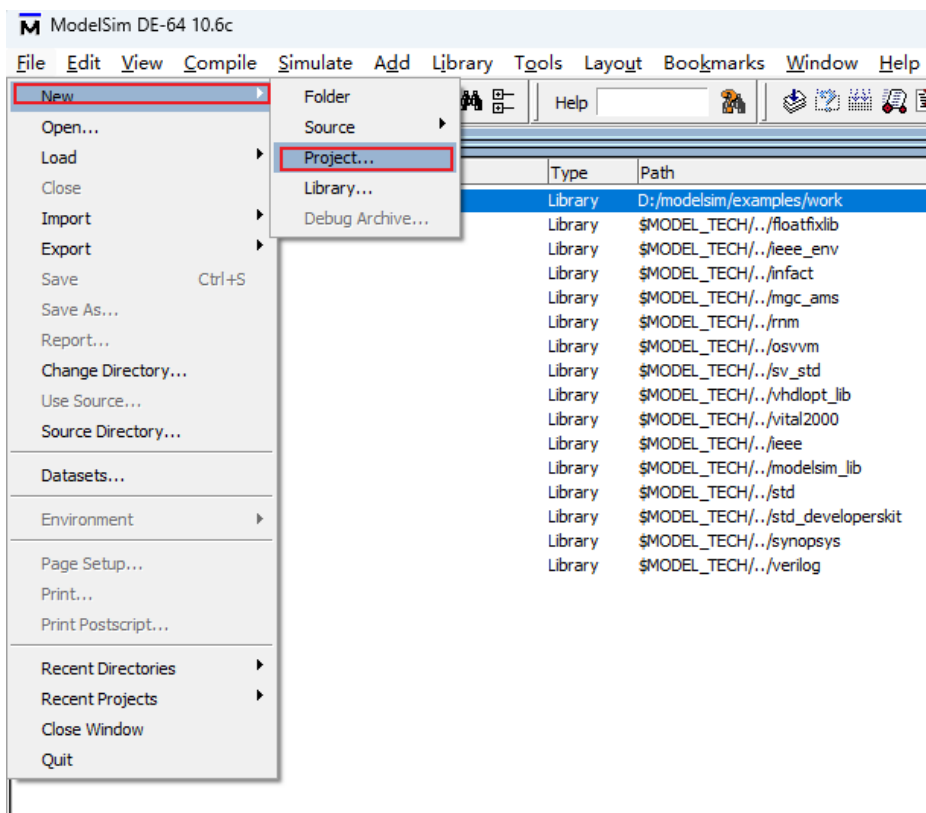 ModelSim DE-64 10.6c
File Edit View Compile Simulate Add Library Tools Layout Bookmarks Window Help
New
Open...
Load
Close
Import
Export
Save Ctrl+S
Save As...
Report...
Change Directory...
Use Source...
Source Directory...
Datasets...
Environment
Page Setup...
Print...
Print Postscript...
Recent Directories
Recent Projects
Close Window
Quit
Folder
Source
Project...
Library...
Debug Archive...
Help
Type Path
Library D:/modelsim/examples/work
Library $MODEL_TECH/../floatfixlib
Library $MODEL_TECH/../ieee_env
Library $MODEL_TECH/../infact
Library $MODEL_TECH/../mgc_ams
Library $MODEL_TECH/../rnm
Library $MODEL_TECH/../osvvm
Library $MODEL_TECH/../sv_std
Library $MODEL_TECH/../vhdlopt_lib
Library $MODEL_TECH/../vital2000
Library $MODEL_TECH/../ieee
Library $MODEL_TECH/../modelsim_lib
Library $MODEL_TECH/../std
Library $MODEL_TECH/../std_developerskit
Library $MODEL_TECH/../synopsys
Library $MODEL_TECH/../verilog